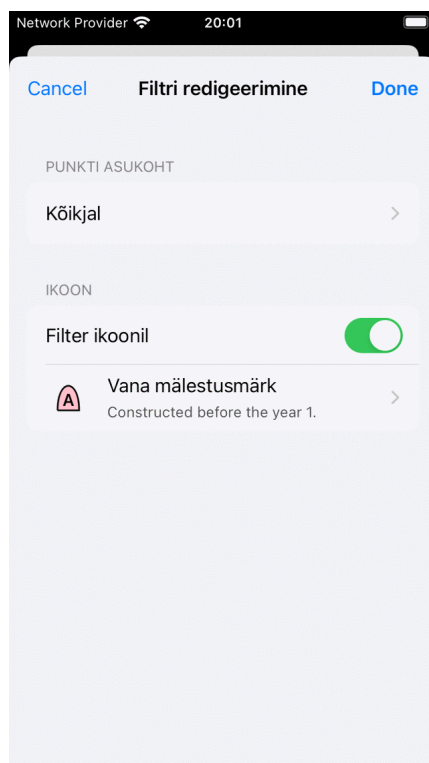 Network Provider 20:01
Cancel Filtri redigeerimine Done
PUNKTI ASUKOHT
Kõikjal
IKOON
Filter ikoonil
A Vana mälestusmärk
Constructed before the year 1.